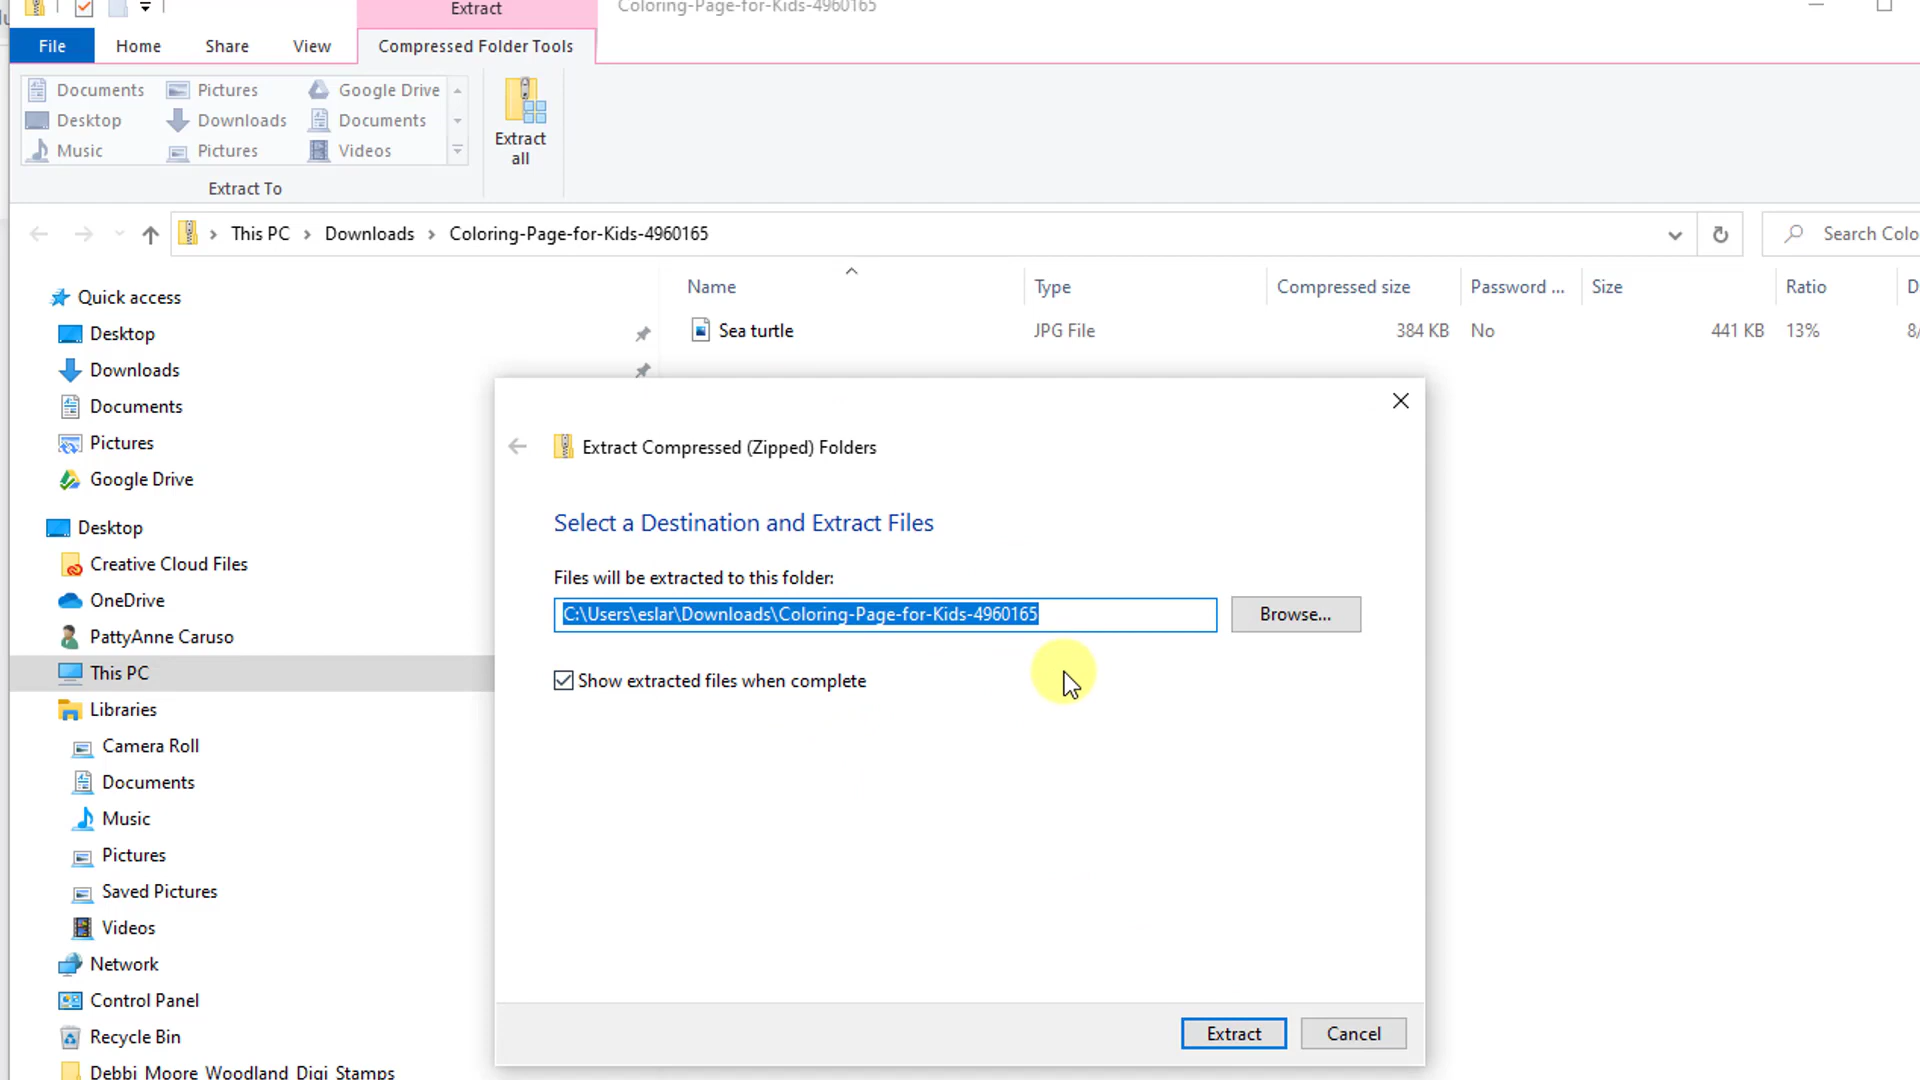 Extract
Coloring-Page-for-Kids-4960165
File
Home
Share
View
Compressed Folder Tools
Documents
Pictures
Google Drive
Desktop
Downloads
Documents
Music
Pictures
Videos
Extract To
Extract
all
This PC
Downloads
Coloring-Page-for-Kids-4960165
Search Colo
Name
Type
Compressed size
Password ...
Size
Ratio
D
Sea turtle
JPG File
384 KB
No
441 KB
13%
8/
Quick access
Desktop
Downloads
Documents
Pictures
Google Drive
Desktop
Creative Cloud Files
OneDrive
PattyAnne Caruso
This PC
Libraries
Camera Roll
Documents
Music
Pictures
Saved Pictures
Videos
Network
Control Panel
Recycle Bin
Debbi Moore Woodland Digi Stamps
Extract Compressed (Zipped) Folders
Select a Destination and Extract Files
Files will be extracted to this folder:
C:\Users\eslar\Downloads\Coloring-Page-for-Kids-4960165
Browse...
Show extracted files when complete
Extract
Cancel